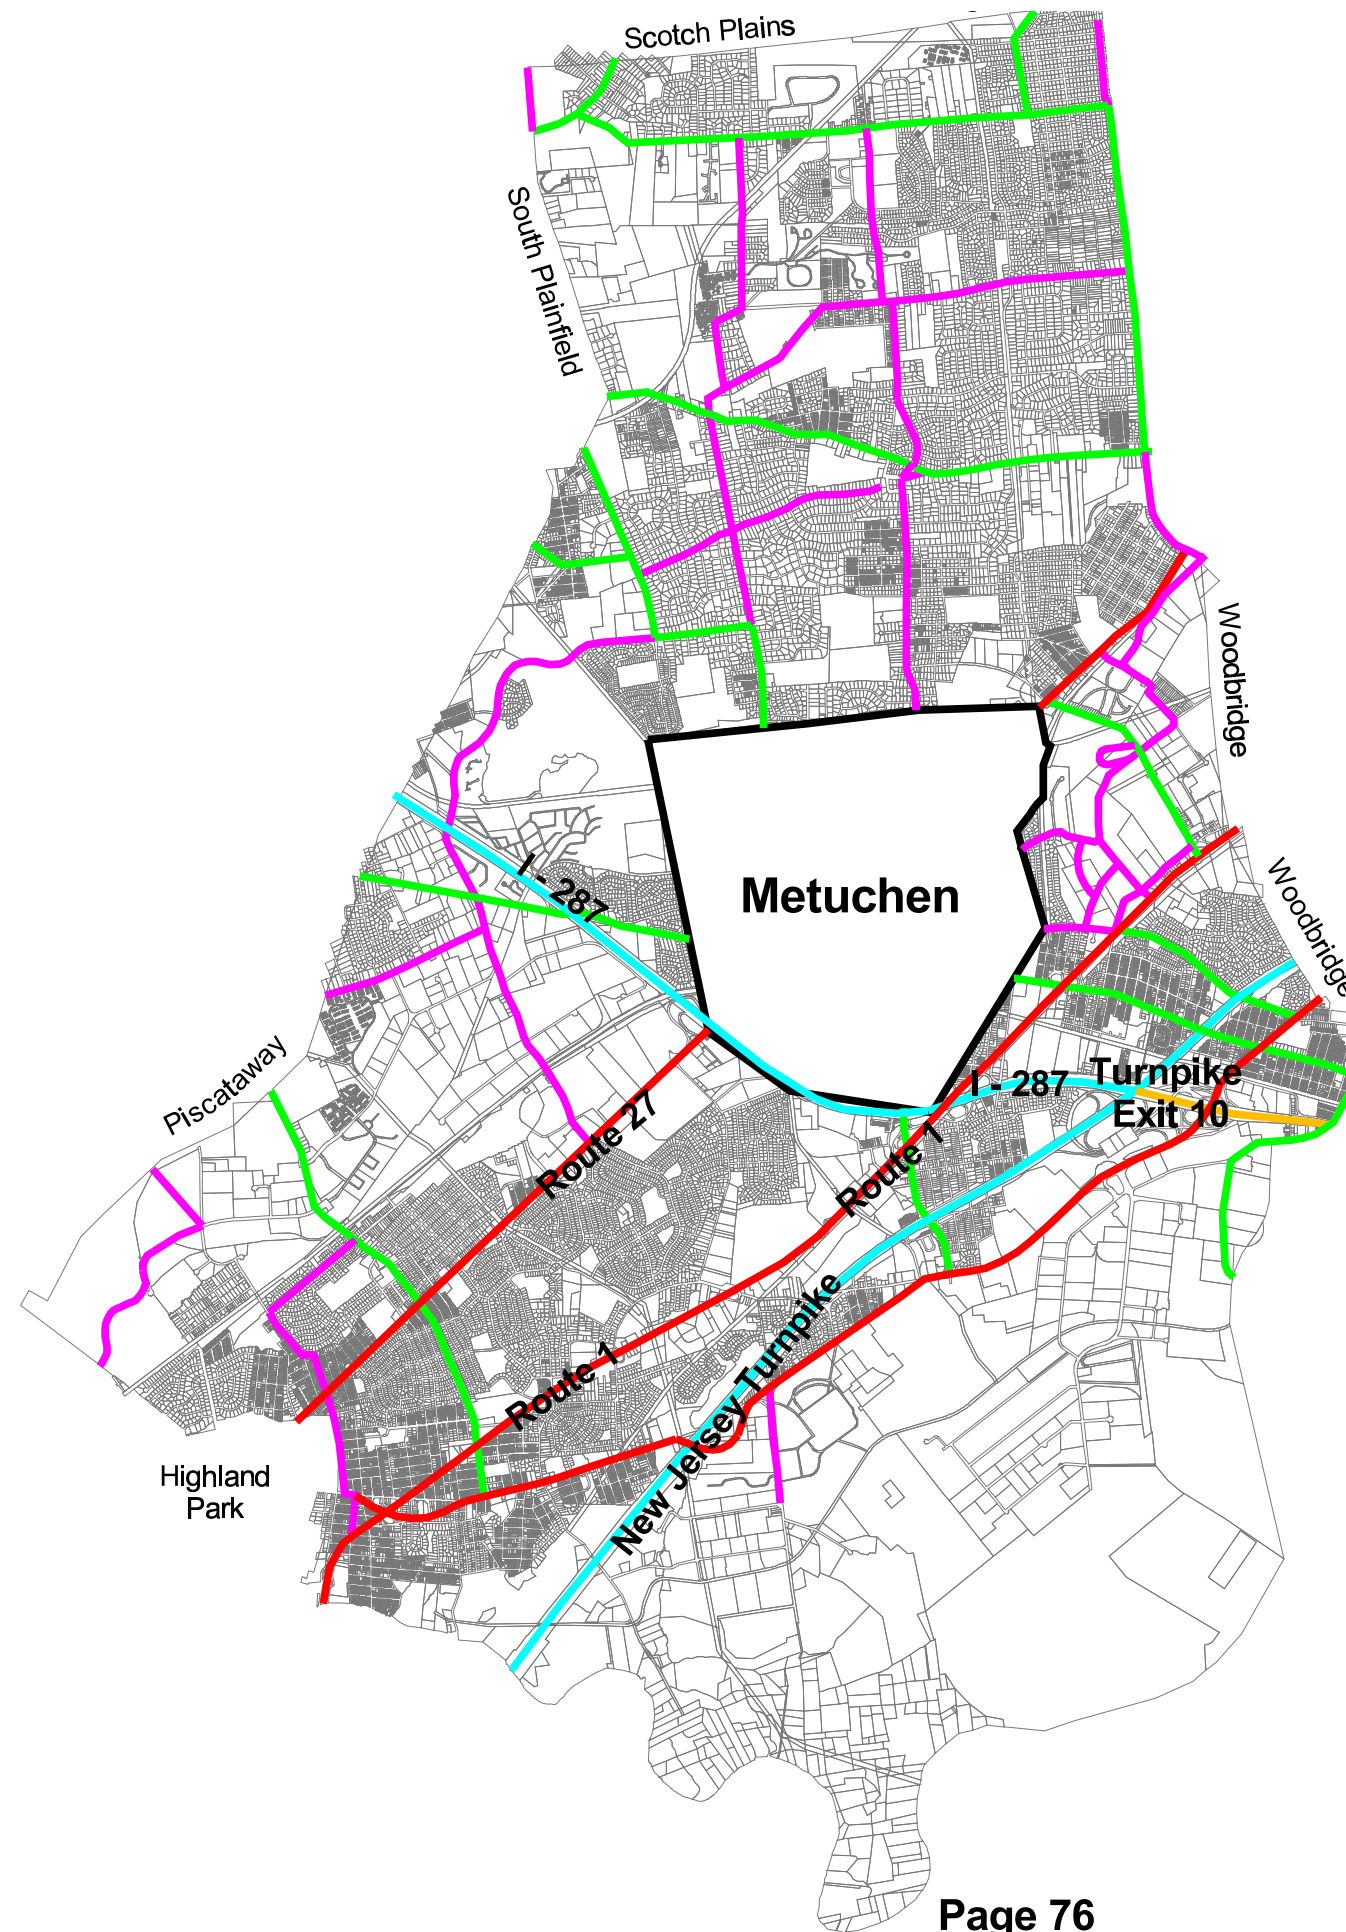 Scotch Plains
South Plainfield
Woodbridge
I - 287
Metuchen
Woodbridge
Piscataway
I - 287
Turnpike
Exit 10
Route 27
Route 1
Route 1
New Jersey Turnpike
Highland
Park
Page 76